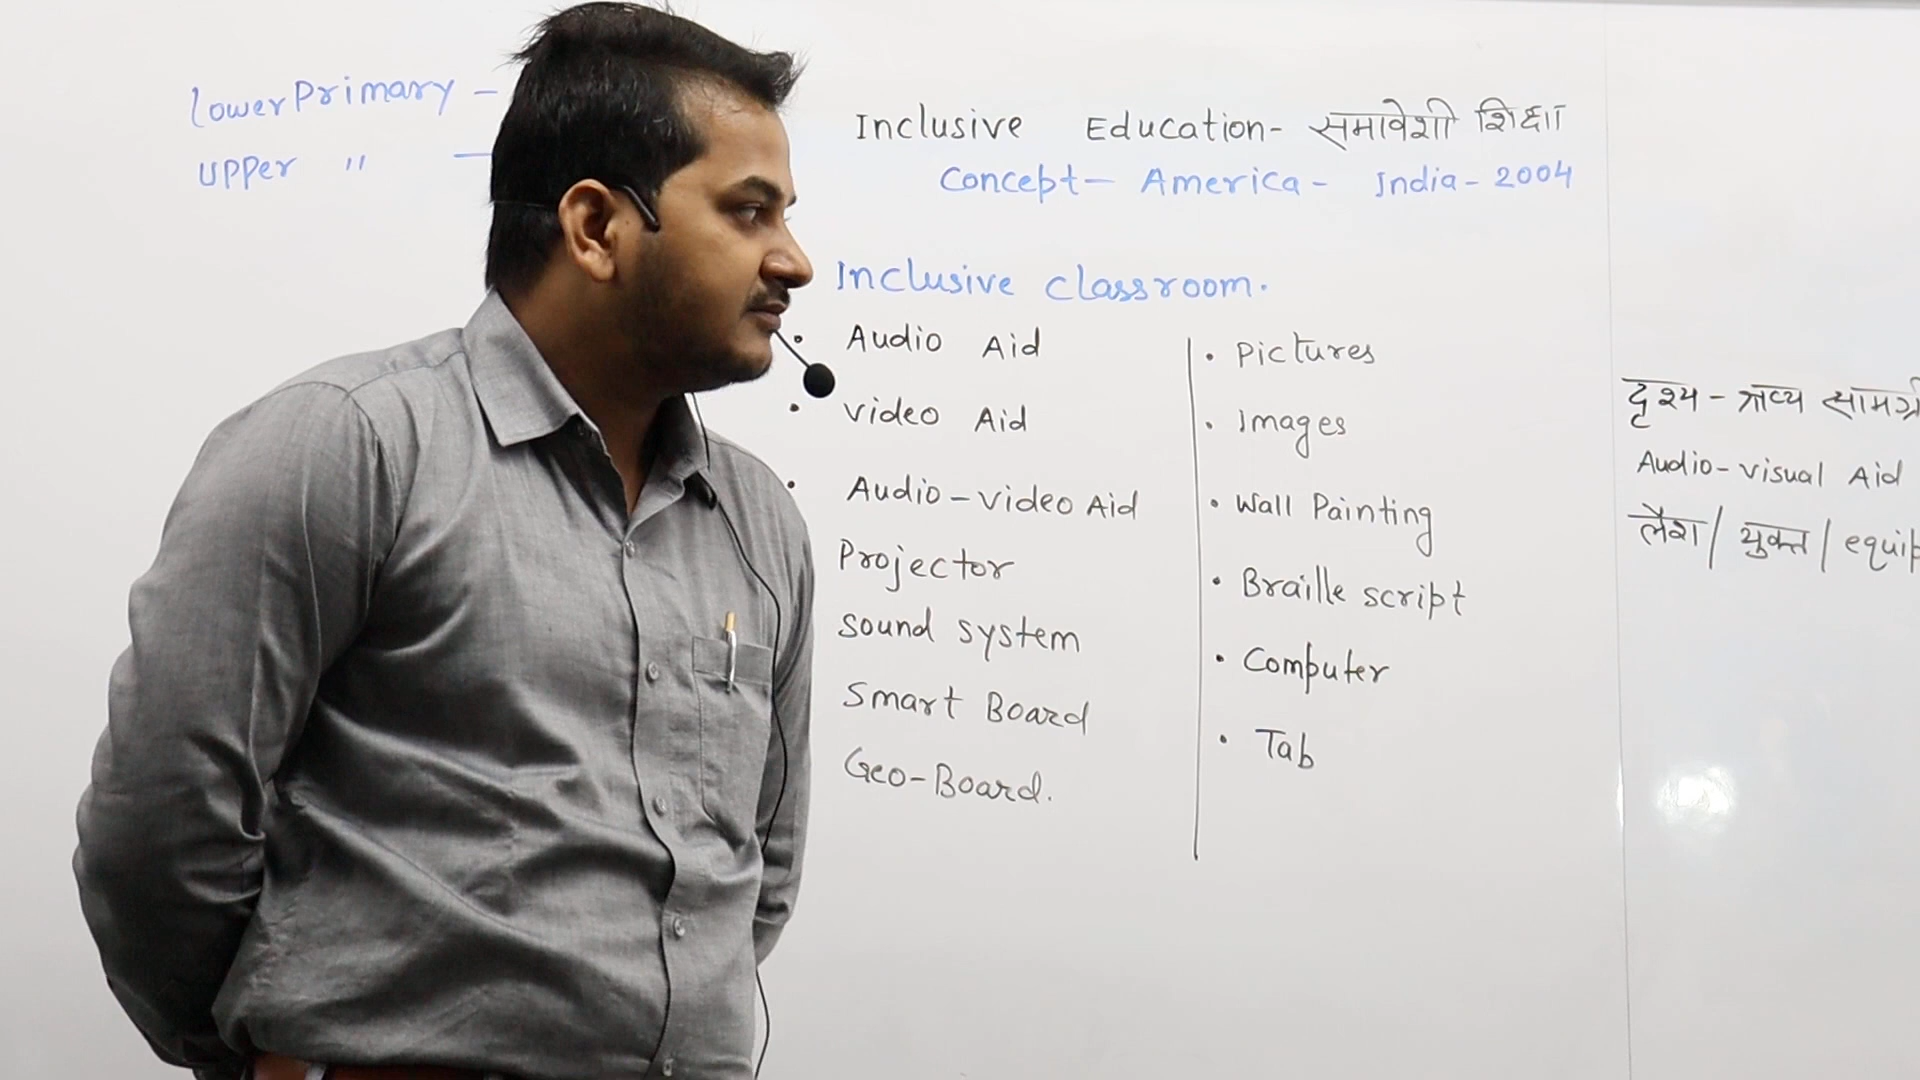 lower Primary -
upper " -
Inclusive Education- समावेशी शिक्षा
Concept- America- India- 2004
Inclusive classroom.
• Audio Aid
• video Aid
• Audio-video Aid
Projector
sound system
Smart Board
Geo-Board.
• Pictures
• Images
• Wall Painting
• Braille script
• Computer
• Tab
दृश्य - श्रव्य
Audio-visual Aid
लैश / युक्त /